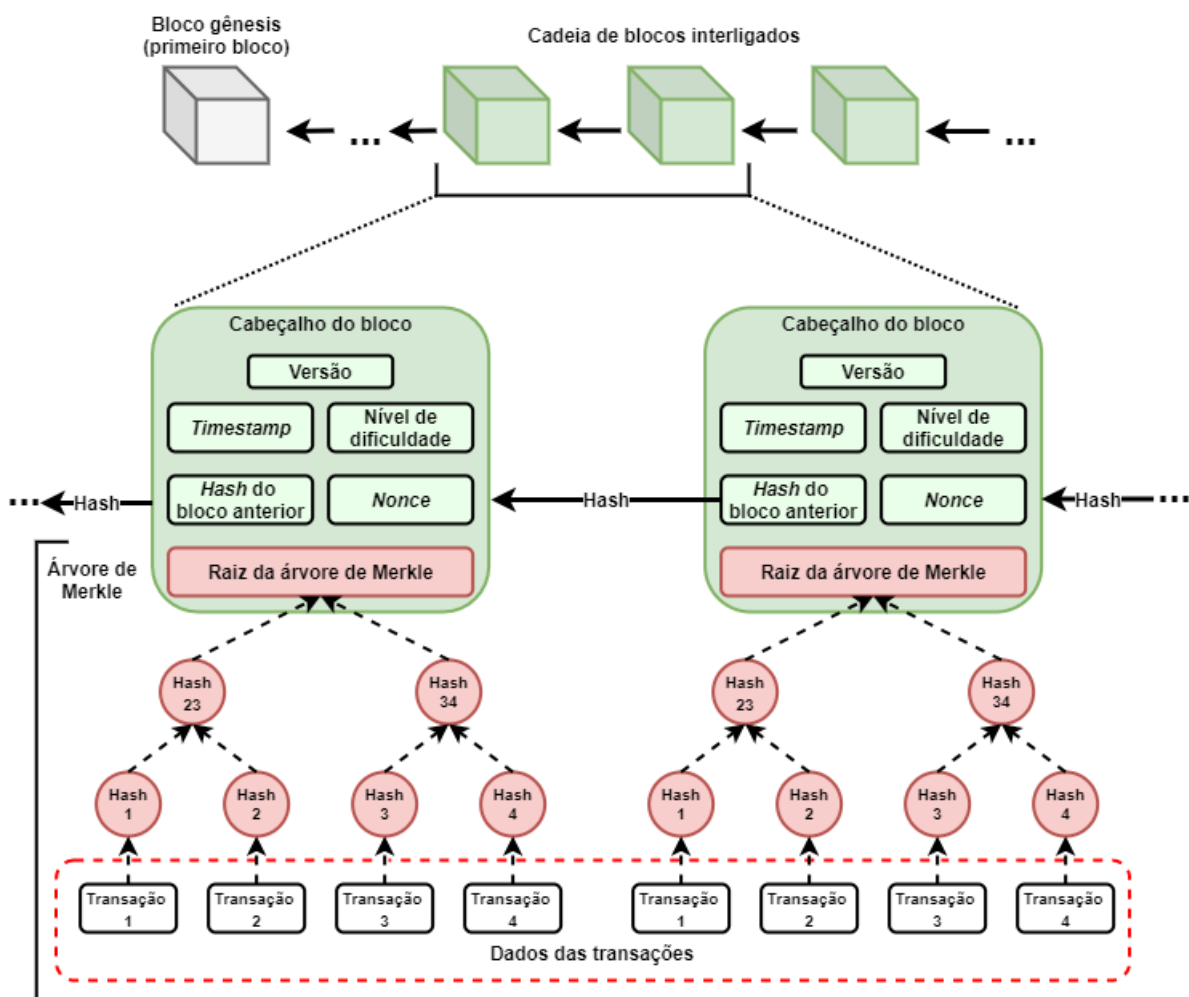 Bloco gênesis
(primeiro bloco)
Cadeia de blocos interligados
...
...
Cabeçalho do bloco
Versão
Timestamp
Nível de
dificuldade
Hash do
bloco anterior
Nonce
Raiz da árvore de Merkle
Cabeçalho do bloco
Versão
Timestamp
Nível de
dificuldade
Hash do
bloco anterior
Nonce
Raiz da árvore de Merkle
...
Hash
Hash
Hash
...
Árvore de
Merkle
Hash
23
Hash
34
Hash
23
Hash
34
Hash
1
Hash
2
Hash
3
Hash
4
Hash
1
Hash
2
Hash
3
Hash
4
Transação
1
Transação
2
Transação
3
Transação
4
Transação
1
Transação
2
Transação
3
Transação
4
Dados das transações